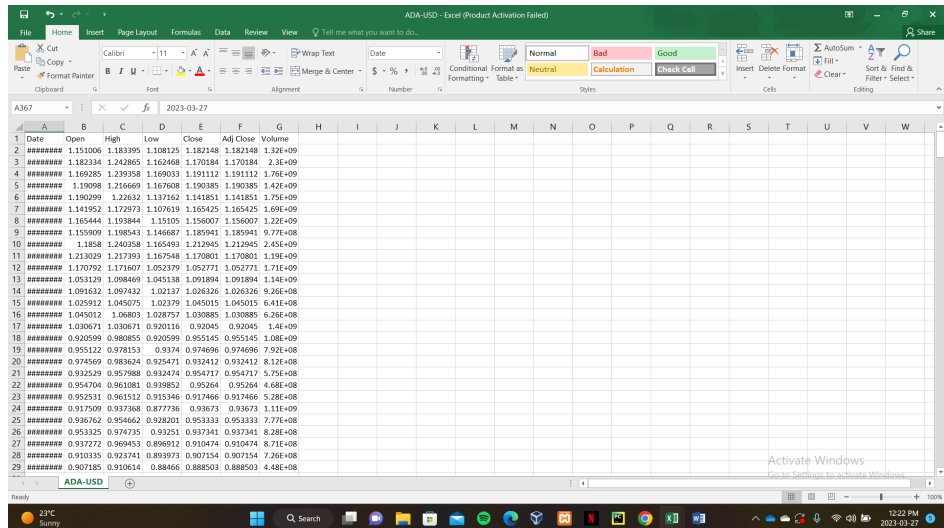 ADA-USD - Excel (Product Activation Failed)
File Home Insert Page Layout Formulas Data Review View Tell me what you want to do... Share
Paste Cut Copy Format Painter Clipboard
Calibri 11 B I U Font
Wrap Text Merge & Center Alignment
Date $ % Number
Conditional Formatting Format as Table Normal Bad Good Neutral Calculation Check Cell Styles
Insert Delete Format Cells
AutoSum Fill Clear Sort & Filter Find & Select Editing
A367 fx 2023-03-27
A B C D E F G H I J K L M N O P Q R S T U V W
1 Date Open High Low Close Adj Close Volume
2 ######## 1.151006 1.183395 1.108125 1.182148 1.182148 1.32E+09
3 ######## 1.182334 1.242865 1.162468 1.170184 1.170184 2.3E+09
4 ######## 1.169285 1.239358 1.169033 1.191112 1.191112 1.76E+09
5 ######## 1.19098 1.216669 1.167608 1.190385 1.190385 1.42E+09
6 ######## 1.190299 1.22632 1.137162 1.141851 1.141851 1.75E+09
7 ######## 1.141952 1.172973 1.107619 1.165425 1.165425 1.69E+09
8 ######## 1.165444 1.193844 1.15105 1.156007 1.156007 1.22E+09
9 ######## 1.155909 1.198543 1.146687 1.185941 1.185941 9.77E+08
10 ######## 1.1858 1.240358 1.165493 1.212945 1.212945 2.45E+09
11 ######## 1.213029 1.217393 1.167548 1.170801 1.170801 1.19E+09
12 ######## 1.170792 1.171607 1.052379 1.052771 1.052771 1.71E+09
13 ######## 1.053129 1.098469 1.045138 1.091894 1.091894 1.14E+09
14 ######## 1.091632 1.097432 1.02137 1.026326 1.026326 9.26E+08
15 ######## 1.025912 1.045075 1.02379 1.045015 1.045015 6.41E+08
16 ######## 1.045012 1.06803 1.028757 1.030885 1.030885 6.26E+08
17 ######## 1.030671 1.030671 0.920116 0.92045 0.92045 1.4E+09
18 ######## 0.920599 0.980855 0.920599 0.955145 0.955145 1.08E+09
19 ######## 0.955122 0.978153 0.9374 0.974696 0.974696 7.92E+08
20 ######## 0.974569 0.983624 0.925471 0.932412 0.932412 8.12E+08
21 ######## 0.932529 0.957988 0.932474 0.954717 0.954717 5.75E+08
22 ######## 0.954704 0.961081 0.939852 0.95264 0.95264 4.68E+08
23 ######## 0.952531 0.961512 0.915346 0.917466 0.917466 5.28E+08
24 ######## 0.917509 0.937368 0.877736 0.93673 0.93673 1.11E+09
25 ######## 0.936762 0.954662 0.928201 0.953333 0.953333 7.77E+08
26 ######## 0.953325 0.974735 0.93251 0.937341 0.937341 8.28E+08
27 ######## 0.937272 0.969453 0.896912 0.910474 0.910474 8.71E+08
28 ######## 0.910335 0.923741 0.893973 0.907154 0.907154 7.26E+08
29 ######## 0.907185 0.910614 0.88466 0.888503 0.888503 4.48E+08
Activate Windows
Go to Settings to activate Windows.
ADA-USD
Ready 100%
23°C
Sunny
Search
12:22 PM
2023-03-27